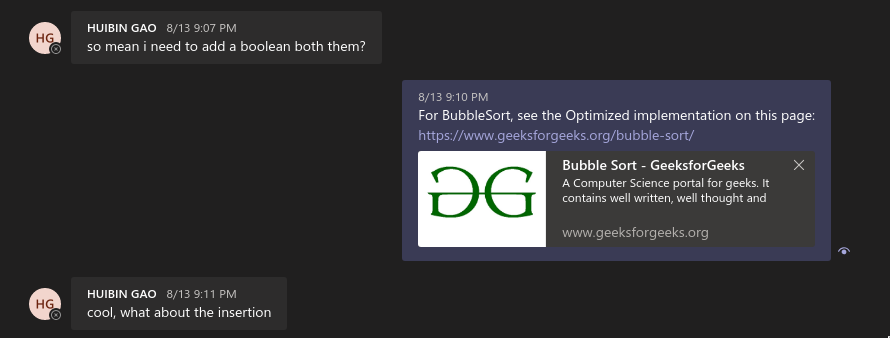 HG
HUIBIN GAO 8/13 9:07 PM
so mean i need to add a boolean both them?
8/13 9:10 PM
For BubbleSort, see the Optimized implementation on this page:
https://www.geeksforgeeks.org/bubble-sort/
Bubble Sort - GeeksforGeeks
A Computer Science portal for geeks. It
contains well written, well thought and
www.geeksforgeeks.org
HG
HUIBIN GAO 8/13 9:11 PM
cool, what about the insertion